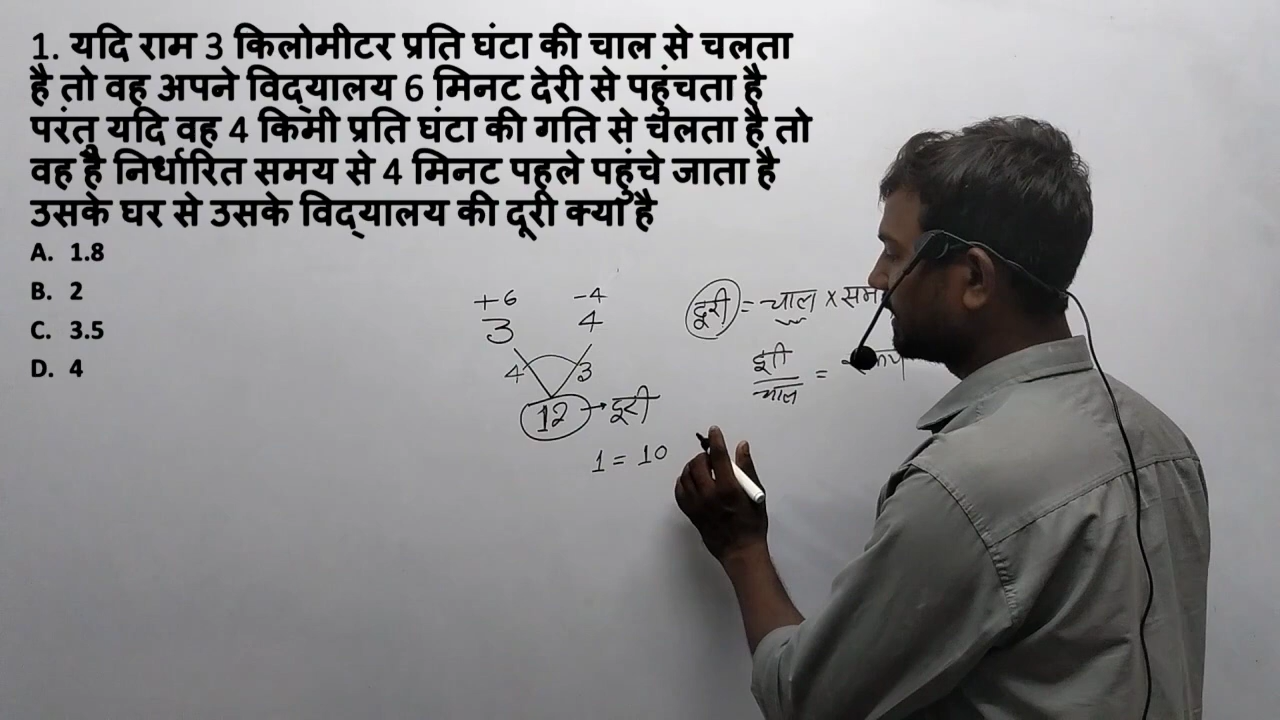 1. यदि राम 3 किलोमीटर प्रति घंटा की चाल से चलता
है तो वह अपने विद्यालय 6 मिनट देरी से पहुंचता है
परंतु यदि वह 4 किमी प्रति घंटा की गति से चलता है तो
वह है निर्धारित समय से 4 मिनट पहले पहुंचे जाता है
उसके घर से उसके विद्यालय की दूरी क्या है
A. 1.8
B. 2
C. 3.5
D. 4
+6 -4
3 4
4 3
12 → दूरी
1 = 10
दूरी = चाल x
चाल =